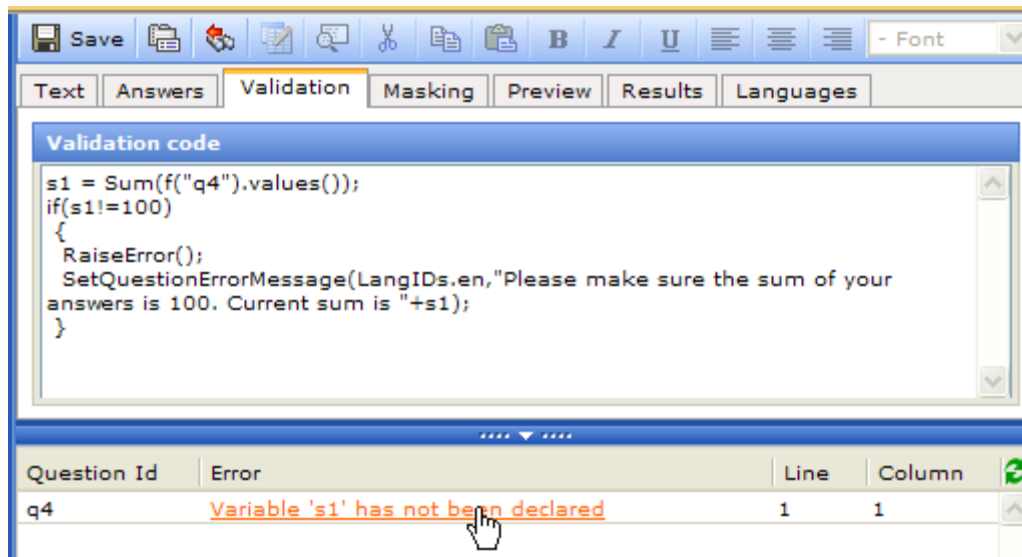 Save B I U - Font
Text Answers Validation Masking Preview Results Languages
Validation code
s1 = Sum(f("q4").values());
if(s1!=100)
{
RaiseError();
SetQuestionErrorMessage(LangIDs.en,"Please make sure the sum of your
answers is 100. Current sum is "+s1);
}
Question Id Error Line Column
q4 Variable 's1' has not been declared 1 1